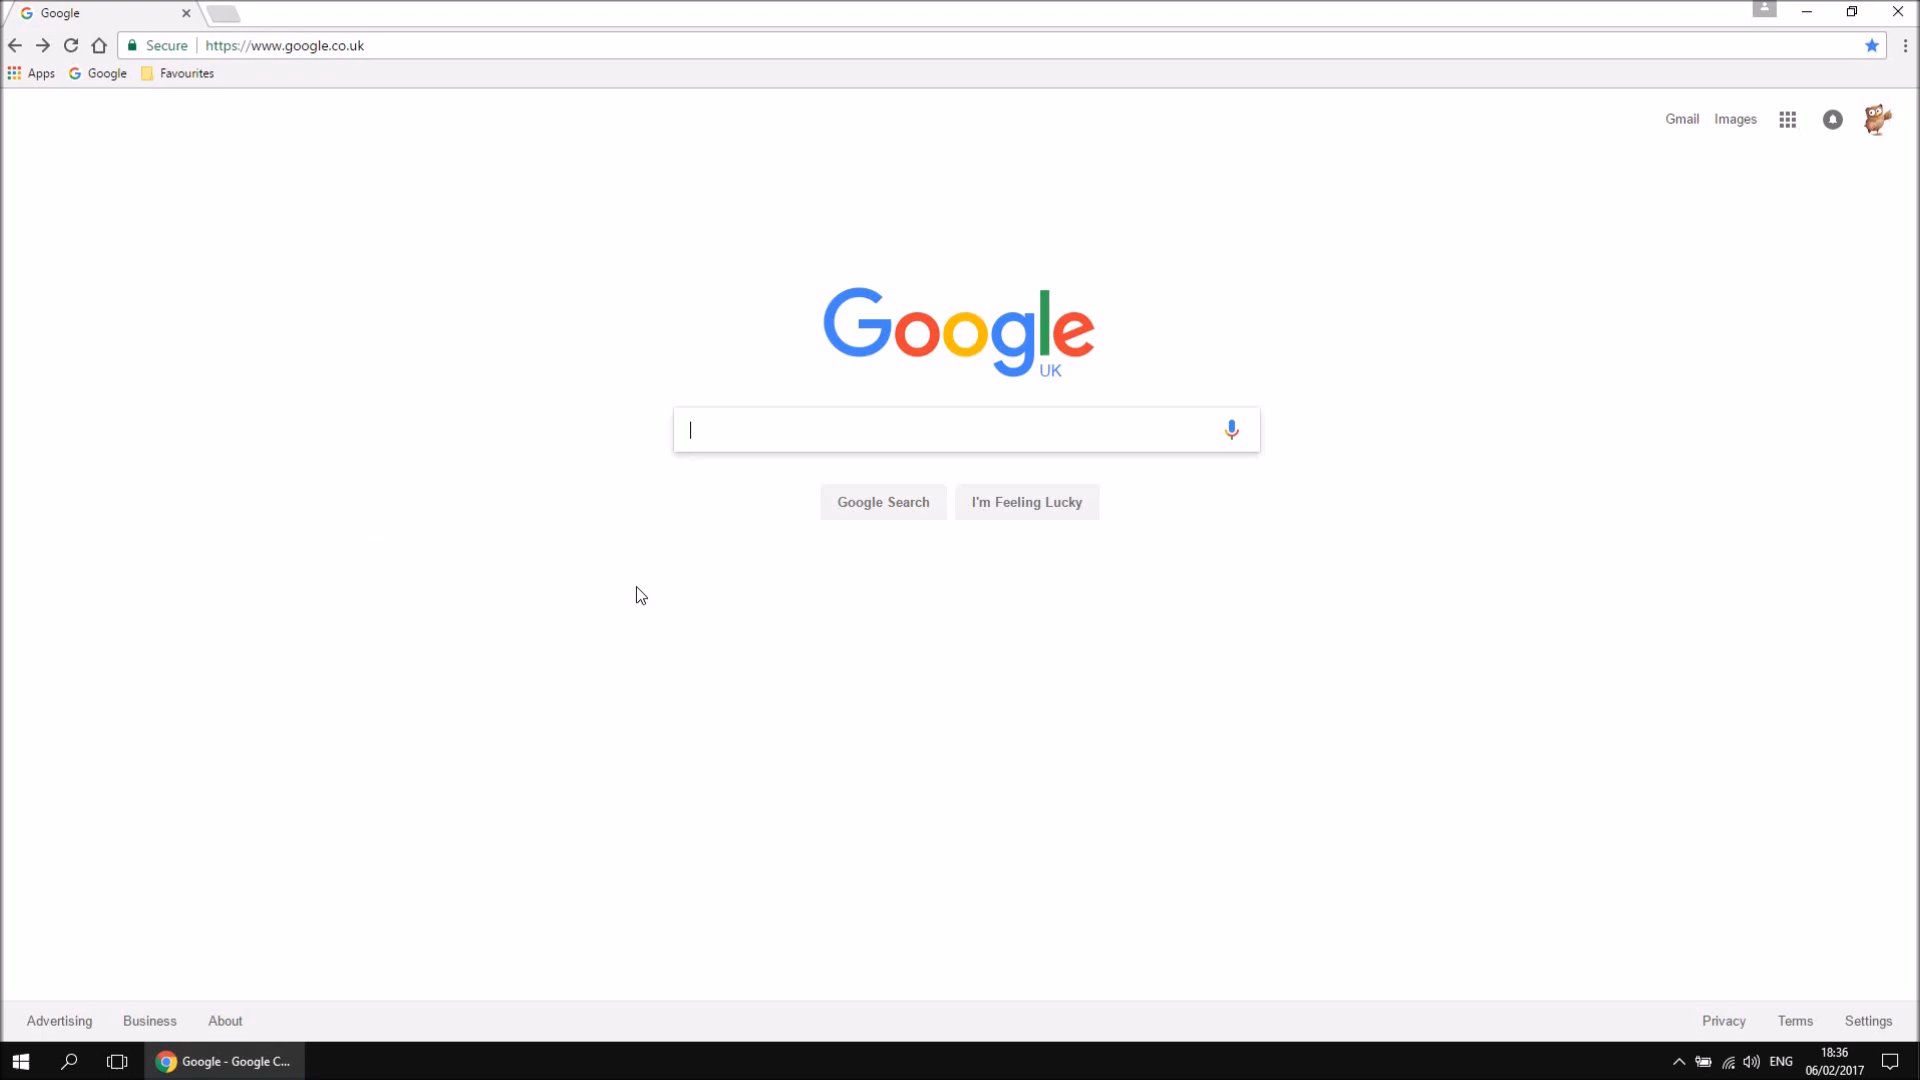 Google
Secure https://www.google.co.uk
Apps Google Favourites
Gmail Images
Google
UK
Google Search I'm Feeling Lucky
Advertising Business About Privacy Terms Settings
Google - Google C... ENG 18:36
06/02/2017